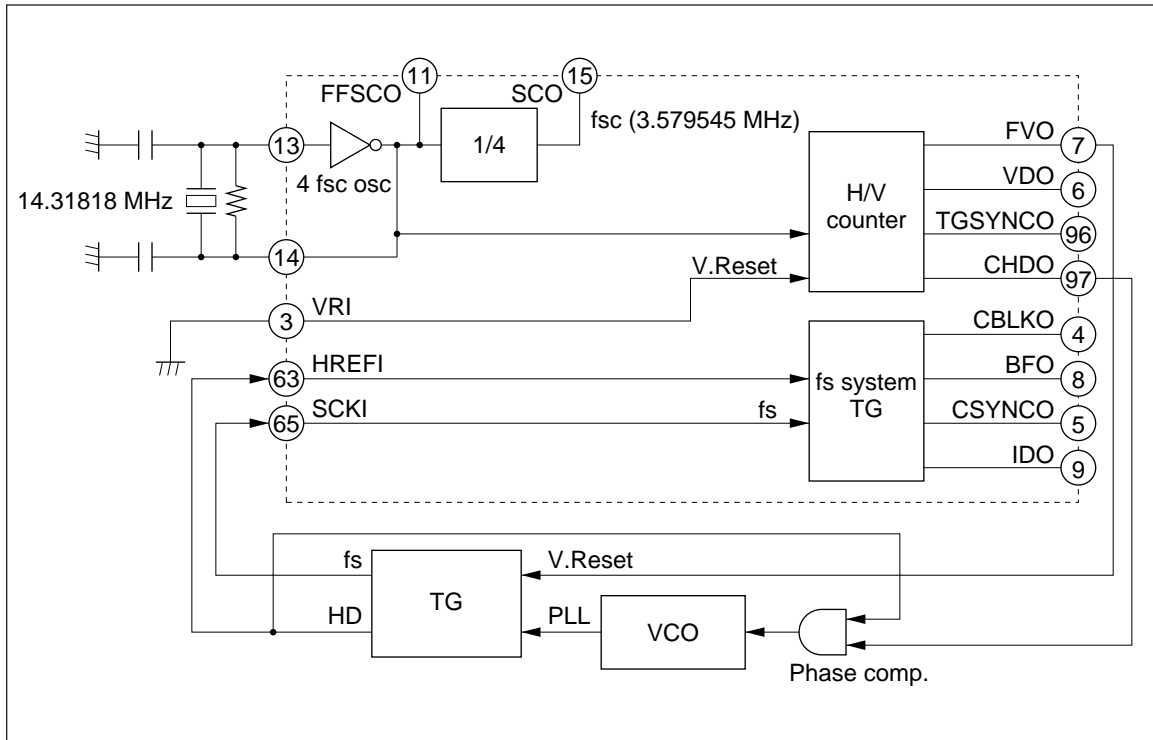 11
15
FFSCO
SCO
fsc (3.579545 MHz)
13
1/4
4 fsc osc
14.31818 MHz
14
H/V
counter
FVO
7
VDO
6
TGSYNCO
96
CHDO
97
V.Reset
3
VRI
63
HREFI
65
SCKI
fs
fs system
TG
CBLKO
4
BFO
8
CSYNCO
5
IDO
9
fs
HD
TG
V.Reset
PLL
VCO
Phase comp.